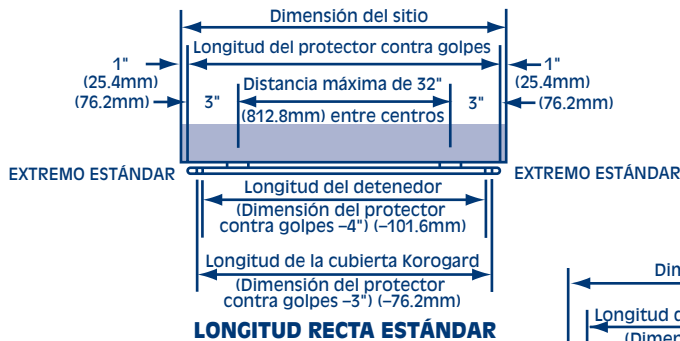 Dimensión del sitio
Longitud del protector contra golpes
1"
(25.4mm)
(76.2mm)
3"
Distancia máxima de 32"
(812.8mm) entre centros
3"
1"
(25.4mm)
(76.2mm)
EXTREMO ESTÁNDAR
EXTREMO ESTÁNDAR
Longitud del detenedor
(Dimensión del protector
contra golpes –4") (–101.6mm)
Longitud de la cubierta Korogard
(Dimensión del protector
contra golpes –3") (–76.2mm)
LONGITUD RECTA ESTÁNDAR
Dim
Longitud d
(Dimen